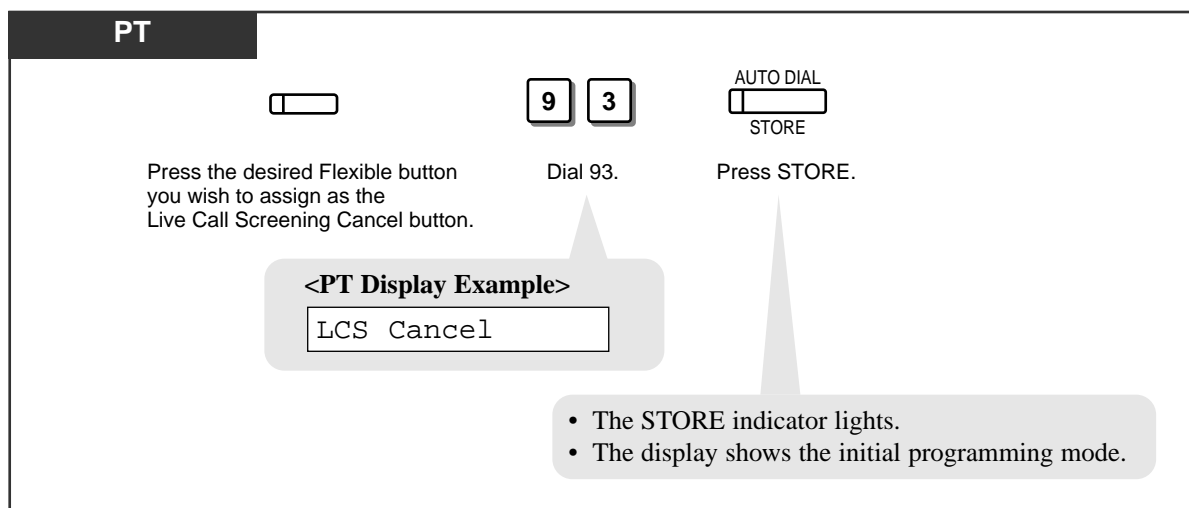 PT
9 3
AUTO DIAL
STORE
Press the desired Flexible button
you wish to assign as the
Live Call Screening Cancel button.
Dial 93.
Press STORE.
<PT Display Example>
LCS Cancel
• The STORE indicator lights.
• The display shows the initial programming mode.